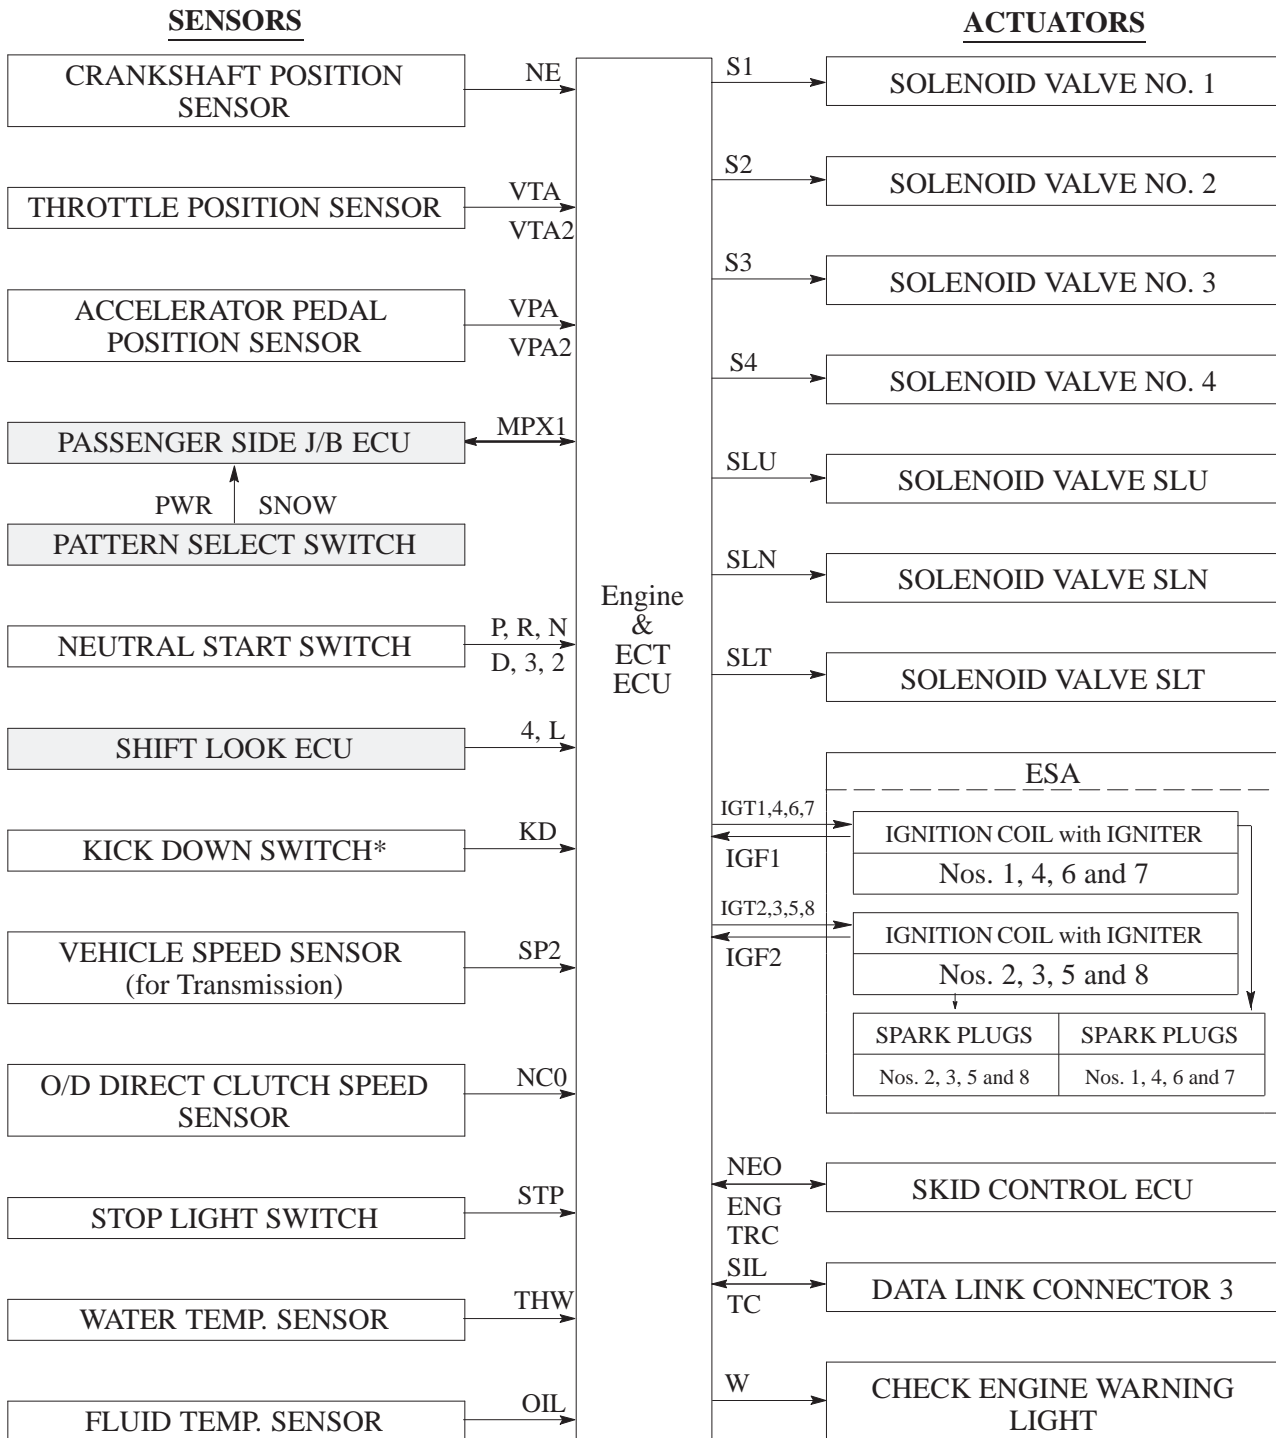 SENSORS
CRANKSHAFT POSITION
SENSOR
NE
THROTTLE POSITION SENSOR
VTA
VTA2
ACCELERATOR PEDAL
POSITION SENSOR
VPA
VPA2
PASSENGER SIDE J/B ECU
MPX1
PWR SNOW
PATTERN SELECT SWITCH
NEUTRAL START SWITCH
P, R, N
D, 3, 2
SHIFT LOOK ECU
4, L
KICK DOWN SWITCH*
KD
VEHICLE SPEED SENSOR
(for Transmission)
SP2
O/D DIRECT CLUTCH SPEED
SENSOR
NC0
STOP LIGHT SWITCH
STP
WATER TEMP. SENSOR
THW
FLUID TEMP. SENSOR
OIL
Engine
&
ECT
ECU
ACTUATORS
S1
SOLENOID VALVE NO. 1
S2
SOLENOID VALVE NO. 2
S3
SOLENOID VALVE NO. 3
S4
SOLENOID VALVE NO. 4
SLU
SOLENOID VALVE SLU
SLN
SOLENOID VALVE SLN
SLT
SOLENOID VALVE SLT
ESA
IGT1,4,6,7
IGF1
IGNITION COIL with IGNITER
Nos. 1, 4, 6 and 7
IGT2,3,5,8
IGF2
IGNITION COIL with IGNITER
Nos. 2, 3, 5 and 8
SPARK PLUGS
Nos. 2, 3, 5 and 8
SPARK PLUGS
Nos. 1, 4, 6 and 7
NEO
ENG
TRC
SKID CONTROL ECU
SIL
TC
DATA LINK CONNECTOR 3
W
CHECK ENGINE WARNING
LIGHT